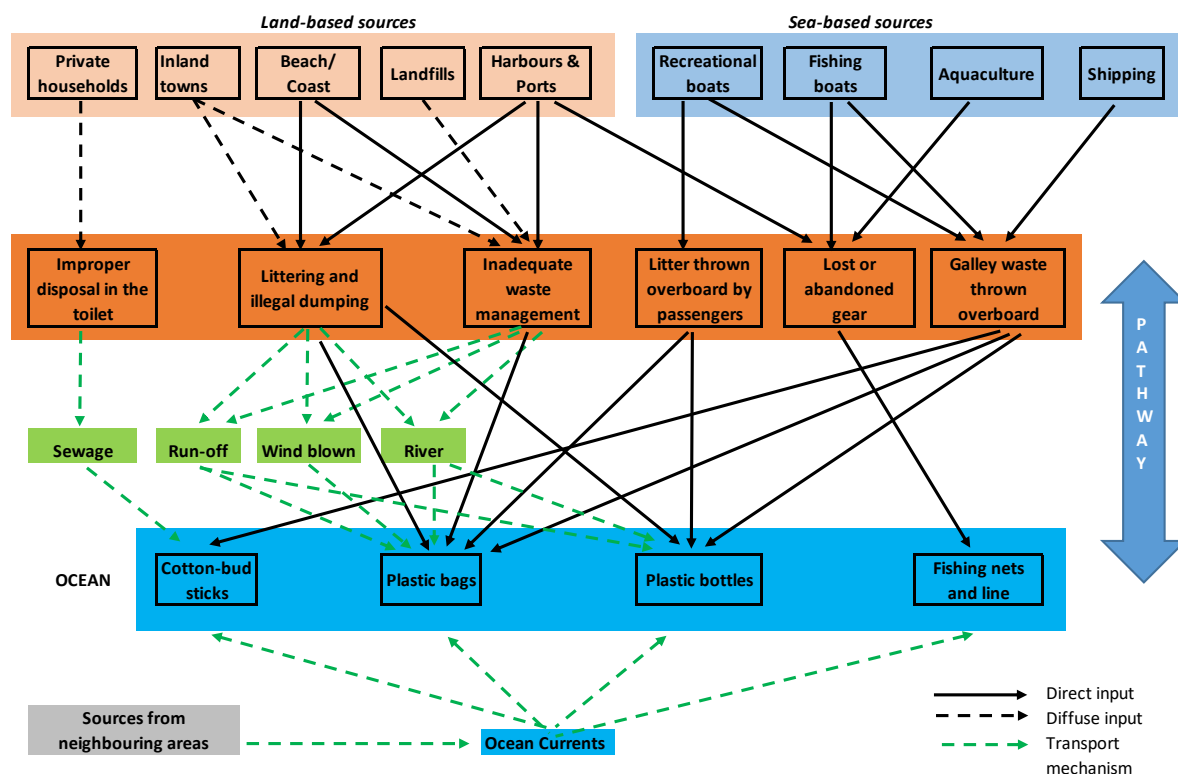 Land-based sources
Sea-based sources
Private
households
Inland
towns
Beach/
Coast
Landfills
Harbours &
Ports
Recreational
boats
Fishing
boats
Aquaculture
Shipping
Improper
disposal in the
toilet
Littering and
illegal dumping
Inadequate
waste
management
Litter thrown
overboard by
passengers
Lost or
abandoned
gear
Galley waste
thrown
overboard
PATHWAY
Sewage
Run-off
Wind blown
River
OCEAN
Cotton-bud
sticks
Plastic bags
Plastic bottles
Fishing nets
and line
Sources from
neighbouring areas
Ocean Currents
Direct input
Diffuse input
Transport
mechanism